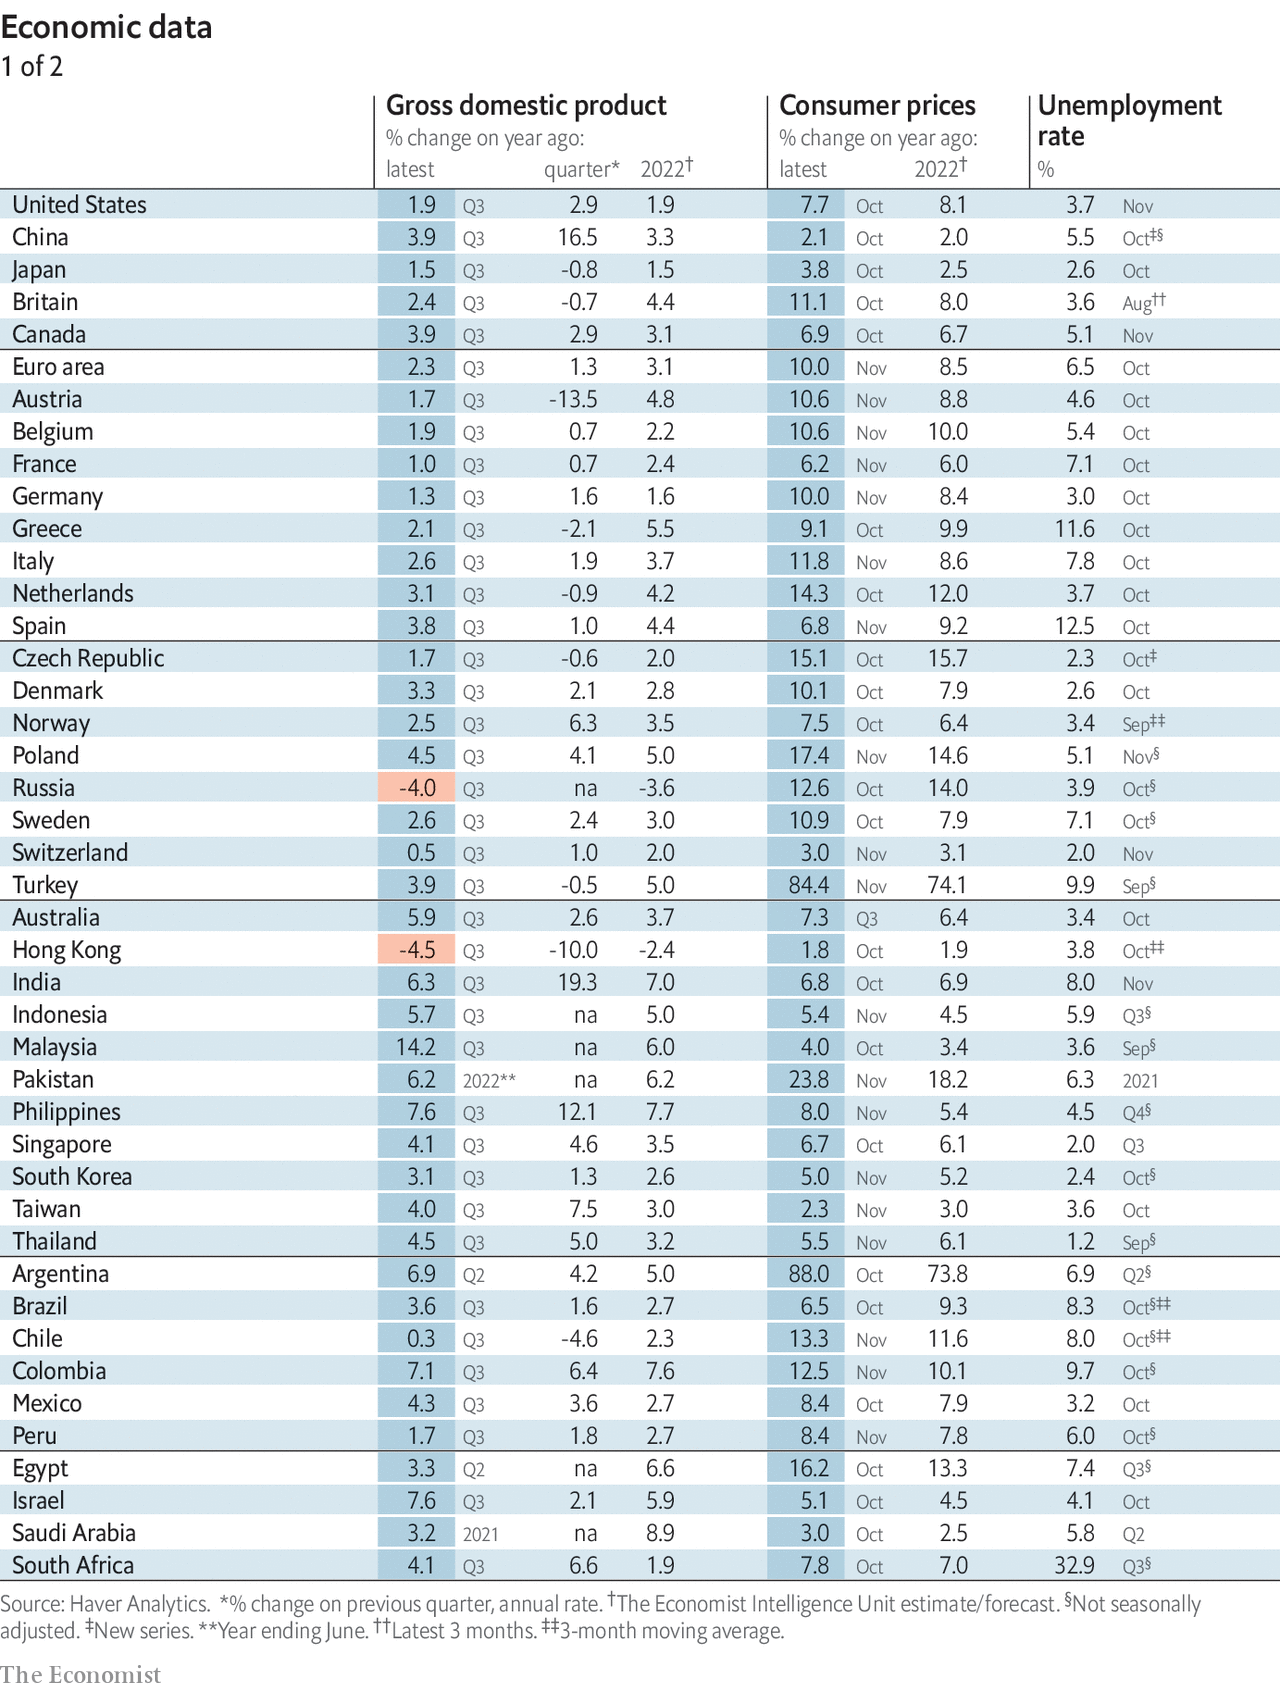 Economic data
1 of 2
Gross domestic product Consumer prices Unemployment
% change on year ago: % change on year ago: rate
latest quarter* 2022† latest 2022† %
United States 1.9 Q3 2.9 1.9 7.7 Oct 8.1 3.7 Nov
China 3.9 Q3 16.5 3.3 2.1 Oct 2.0 5.5 Oct‡§
Japan 1.5 Q3 -0.8 1.5 3.8 Oct 2.5 2.6 Oct
Britain 2.4 Q3 -0.7 4.4 11.1 Oct 8.0 3.6 Aug††
Canada 3.9 Q3 2.9 3.1 6.9 Oct 6.7 5.1 Nov
Euro area 2.3 Q3 1.3 3.1 10.0 Nov 8.5 6.5 Oct
Austria 1.7 Q3 -13.5 4.8 10.6 Nov 8.8 4.6 Oct
Belgium 1.9 Q3 0.7 2.2 10.6 Nov 10.0 5.4 Oct
France 1.0 Q3 0.7 2.4 6.2 Nov 6.0 7.1 Oct
Germany 1.3 Q3 1.6 1.6 10.0 Nov 8.4 3.0 Oct
Greece 2.1 Q3 -2.1 5.5 9.1 Oct 9.9 11.6 Oct
Italy 2.6 Q3 1.9 3.7 11.8 Nov 8.6 7.8 Oct
Netherlands 3.1 Q3 -0.9 4.2 14.3 Oct 12.0 3.7 Oct
Spain 3.8 Q3 1.0 4.4 6.8 Nov 9.2 12.5 Oct
Czech Republic 1.7 Q3 -0.6 2.0 15.1 Oct 15.7 2.3 Oct‡
Denmark 3.3 Q3 2.1 2.8 10.1 Oct 7.9 2.6 Oct
Norway 2.5 Q3 6.3 3.5 7.5 Oct 6.4 3.4 Sep‡‡
Poland 4.5 Q3 4.1 5.0 17.4 Nov 14.6 5.1 Nov§
Russia -4.0 Q3 na -3.6 12.6 Oct 14.0 3.9 Oct§
Sweden 2.6 Q3 2.4 3.0 10.9 Oct 7.9 7.1 Oct§
Switzerland 0.5 Q3 1.0 2.0 3.0 Nov 3.1 2.0 Nov
Turkey 3.9 Q3 -0.5 5.0 84.4 Nov 74.1 9.9 Sep§
Australia 5.9 Q3 2.6 3.7 7.3 Q3 6.4 3.4 Oct
Hong Kong -4.5 Q3 -10.0 -2.4 1.8 Oct 1.9 3.8 Oct‡‡
India 6.3 Q3 19.3 7.0 6.8 Oct 6.9 8.0 Nov
Indonesia 5.7 Q3 na 5.0 5.4 Nov 4.5 5.9 Q3§
Malaysia 14.2 Q3 na 6.0 4.0 Oct 3.4 3.6 Sep§
Pakistan 6.2 2022** na 6.2 23.8 Nov 18.2 6.3 2021
Philippines 7.6 Q3 12.1 7.7 8.0 Nov 5.4 4.5 Q4§
Singapore 4.1 Q3 4.6 3.5 6.7 Oct 6.1 2.0 Q3
South Korea 3.1 Q3 1.3 2.6 5.0 Nov 5.2 2.4 Oct§
Taiwan 4.0 Q3 7.5 3.0 2.3 Nov 3.0 3.6 Oct
Thailand 4.5 Q3 5.0 3.2 5.5 Nov 6.1 1.2 Sep§
Argentina 6.9 Q2 4.2 5.0 88.0 Oct 73.8 6.9 Q2§
Brazil 3.6 Q3 1.6 2.7 6.5 Oct 9.3 8.3 Oct§‡‡
Chile 0.3 Q3 -4.6 2.3 13.3 Nov 11.6 8.0 Oct§‡‡
Colombia 7.1 Q3 6.4 7.6 12.5 Nov 10.1 9.7 Oct§
Mexico 4.3 Q3 3.6 2.7 8.4 Oct 7.9 3.2 Oct
Peru 1.7 Q3 1.8 2.7 8.4 Nov 7.8 6.0 Oct§
Egypt 3.3 Q2 na 6.6 16.2 Oct 13.3 7.4 Q3§
Israel 7.6 Q3 2.1 5.9 5.1 Oct 4.5 4.1 Oct
Saudi Arabia 3.2 2021 na 8.9 3.0 Oct 2.5 5.8 Q2
South Africa 4.1 Q3 6.6 1.9 7.8 Oct 7.0 32.9 Q3§
Source: Haver Analytics. *% change on previous quarter, annual rate. †The Economist Intelligence Unit estimate/forecast. §Not seasonally
adjusted. ‡New series. **Year ending June. ††Latest 3 months. ‡‡3-month moving average.
The Economist